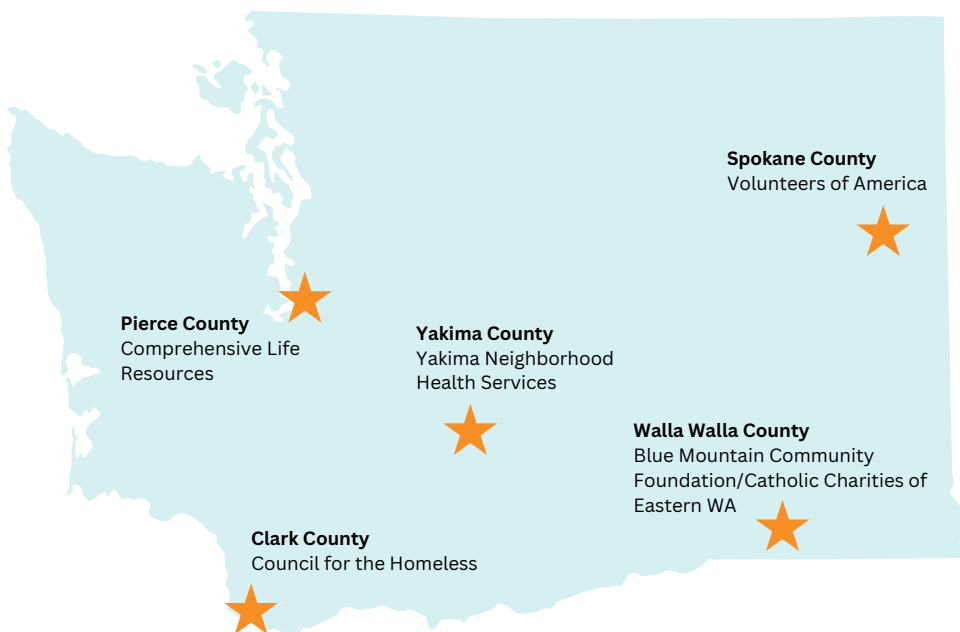 Spokane County
Volunteers of America
Pierce County
Comprehensive Life
Resources
Yakima County
Yakima Neighborhood
Health Services
Walla Walla County
Blue Mountain Community
Foundation/Catholic Charities of
Eastern WA
Clark County
Council for the Homeless